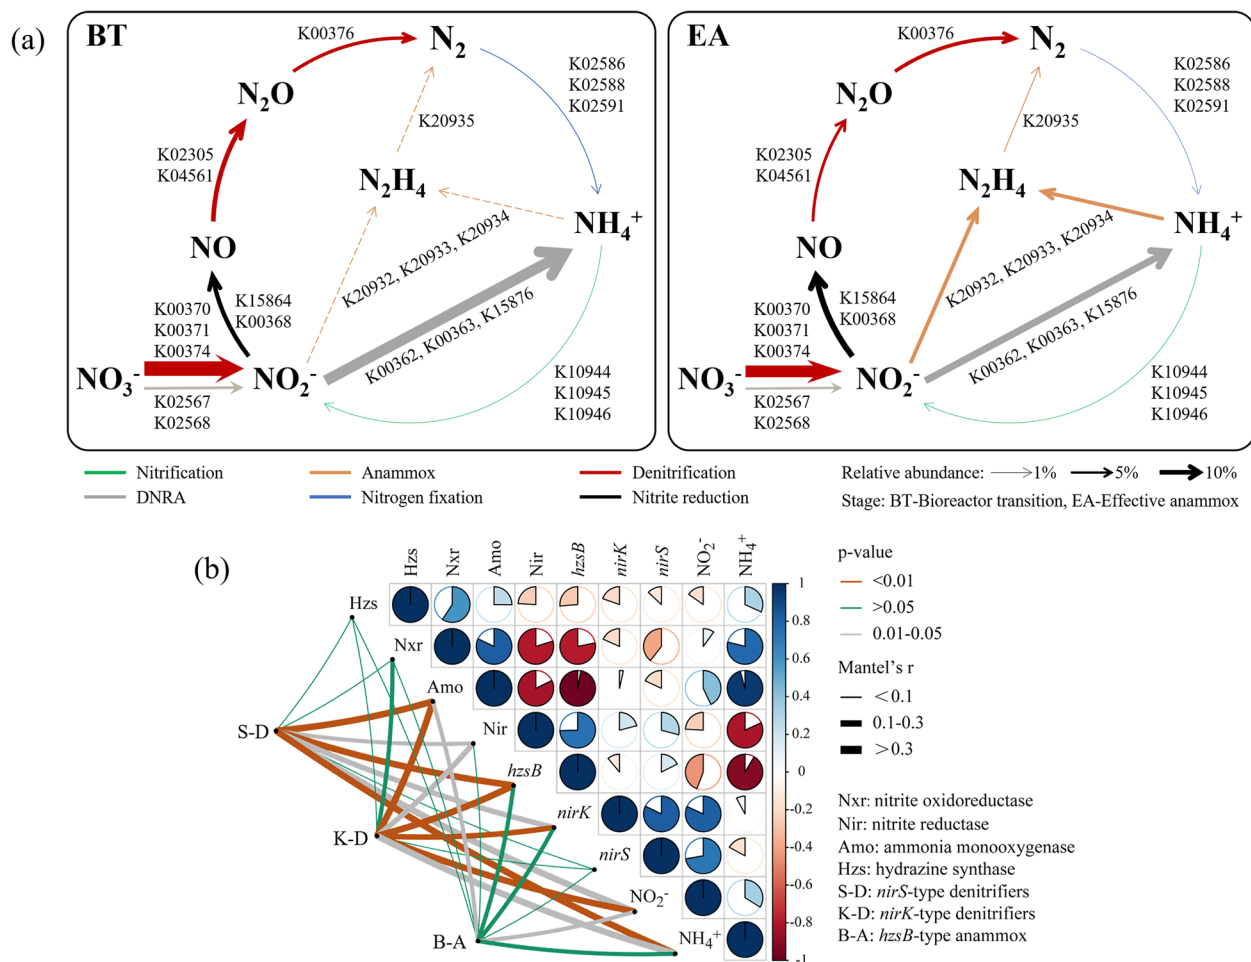 (a)
BT
K00376
N₂
N₂O
K02586
K02588
K02591
K20935
K02305
K04561
N₂H₄
NH₄⁺
NO
K20932, K20933, K20934
K15864
K00368
K00370
K00371
K00374
K00362, K00363, K15876
NO₃⁻
NO₂⁻
K02567
K02568
K10944
K10945
K10946
EA
K00376
N₂
N₂O
K02586
K02588
K02591
K20935
K02305
K04561
N₂H₄
NH₄⁺
NO
K20932, K20933, K20934
K15864
K00368
K00370
K00371
K00374
K00362, K00363, K15876
NO₃⁻
NO₂⁻
K02567
K02568
K10944
K10945
K10946
Nitrification
Anammox
Denitrification
DNRA
Nitrogen fixation
Nitrite reduction
Relative abundance: 1% 5% 10%
Stage: BT-Bioreactor transition, EA-Effective anammox
(b)
Hzs
Nxr
Amo
Nir
hzsB
nirK
nirS
NO₂⁻
NH₄⁺
Hzs
Nxr
Amo
Nir
hzsB
nirK
nirS
NO₂⁻
NH₄⁺
S-D
K-D
B-A
1
0.8
0.6
0.4
0.2
0
-0.2
-0.4
-0.6
-0.8
-1
p-value
<0.01
>0.05
0.01-0.05
Mantel's r
<0.1
0.1-0.3
>0.3
Nxr: nitrite oxidoreductase
Nir: nitrite reductase
Amo: ammonia monooxygenase
Hzs: hydrazine synthase
S-D: nirS-type denitrifiers
K-D: nirK-type denitrifiers
B-A: hzsB-type anammox